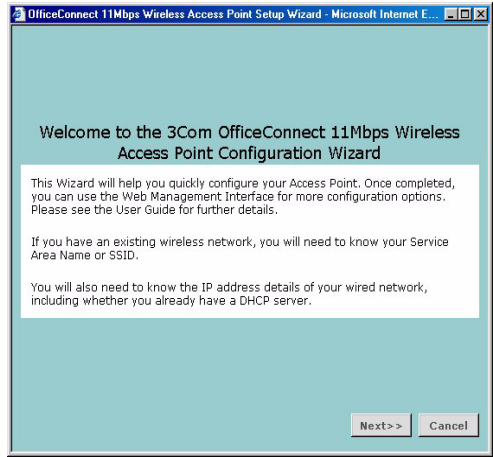 OfficeConnect 11Mbps Wireless Access Point Setup Wizard - Microsoft Internet E...
Welcome to the 3Com OfficeConnect 11Mbps Wireless
Access Point Configuration Wizard
This Wizard will help you quickly configure your Access Point. Once completed,
you can use the Web Management Interface for more configuration options.
Please see the User Guide for further details.
If you have an existing wireless network, you will need to know your Service
Area Name or SSID.
You will also need to know the IP address details of your wired network,
including whether you already have a DHCP server.
Next>> Cancel